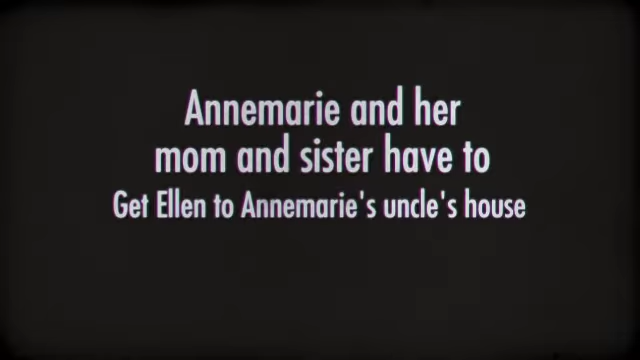 Annemarie and her
mom and sister have to
Get Ellen to Annemarie's uncle's house